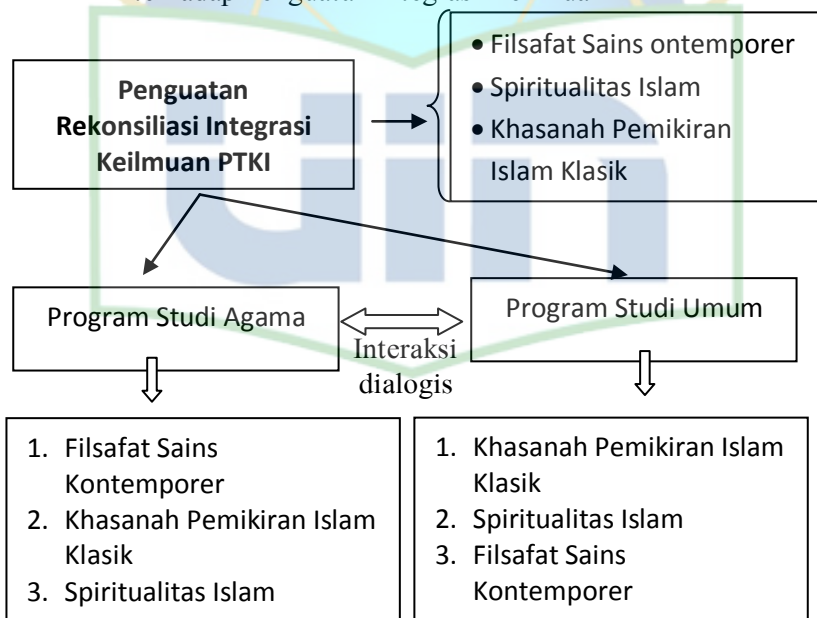 • Filsafat Sains ontemporer
• Spiritualitas Islam
• Khasanah Pemikiran
Islam Klasik
Penguatan
Rekonsiliasi Integrasi
Keilmuan PTKI
Program Studi Agama
Interaksi
dialogis
Program Studi Umum
1. Filsafat Sains
Kontemporer
2. Khasanah Pemikiran Islam
Klasik
3. Spiritualitas Islam
1. Khasanah Pemikiran Islam
Klasik
2. Spiritualitas Islam
3. Filsafat Sains
Kontemporer
uin